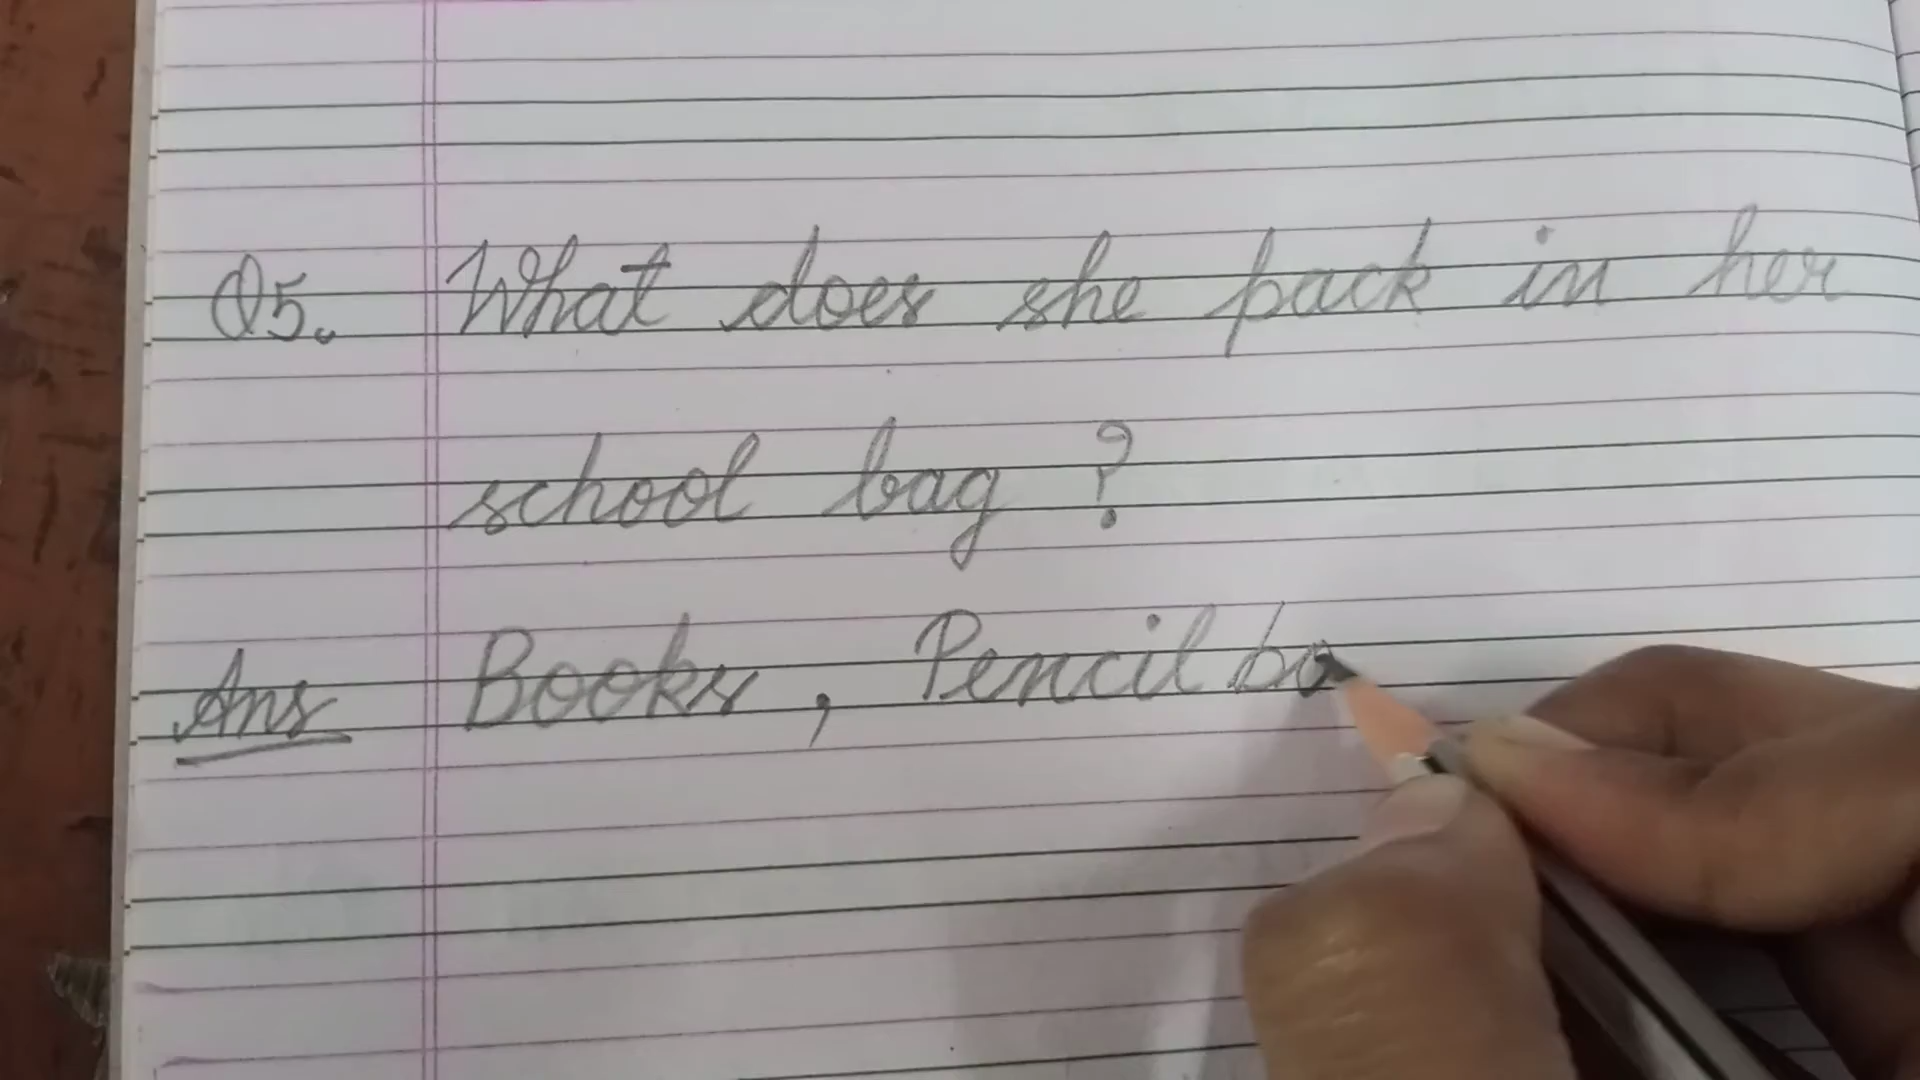 Q5. What does she pack in her
school bag ?
Ans Books , Pencil bo